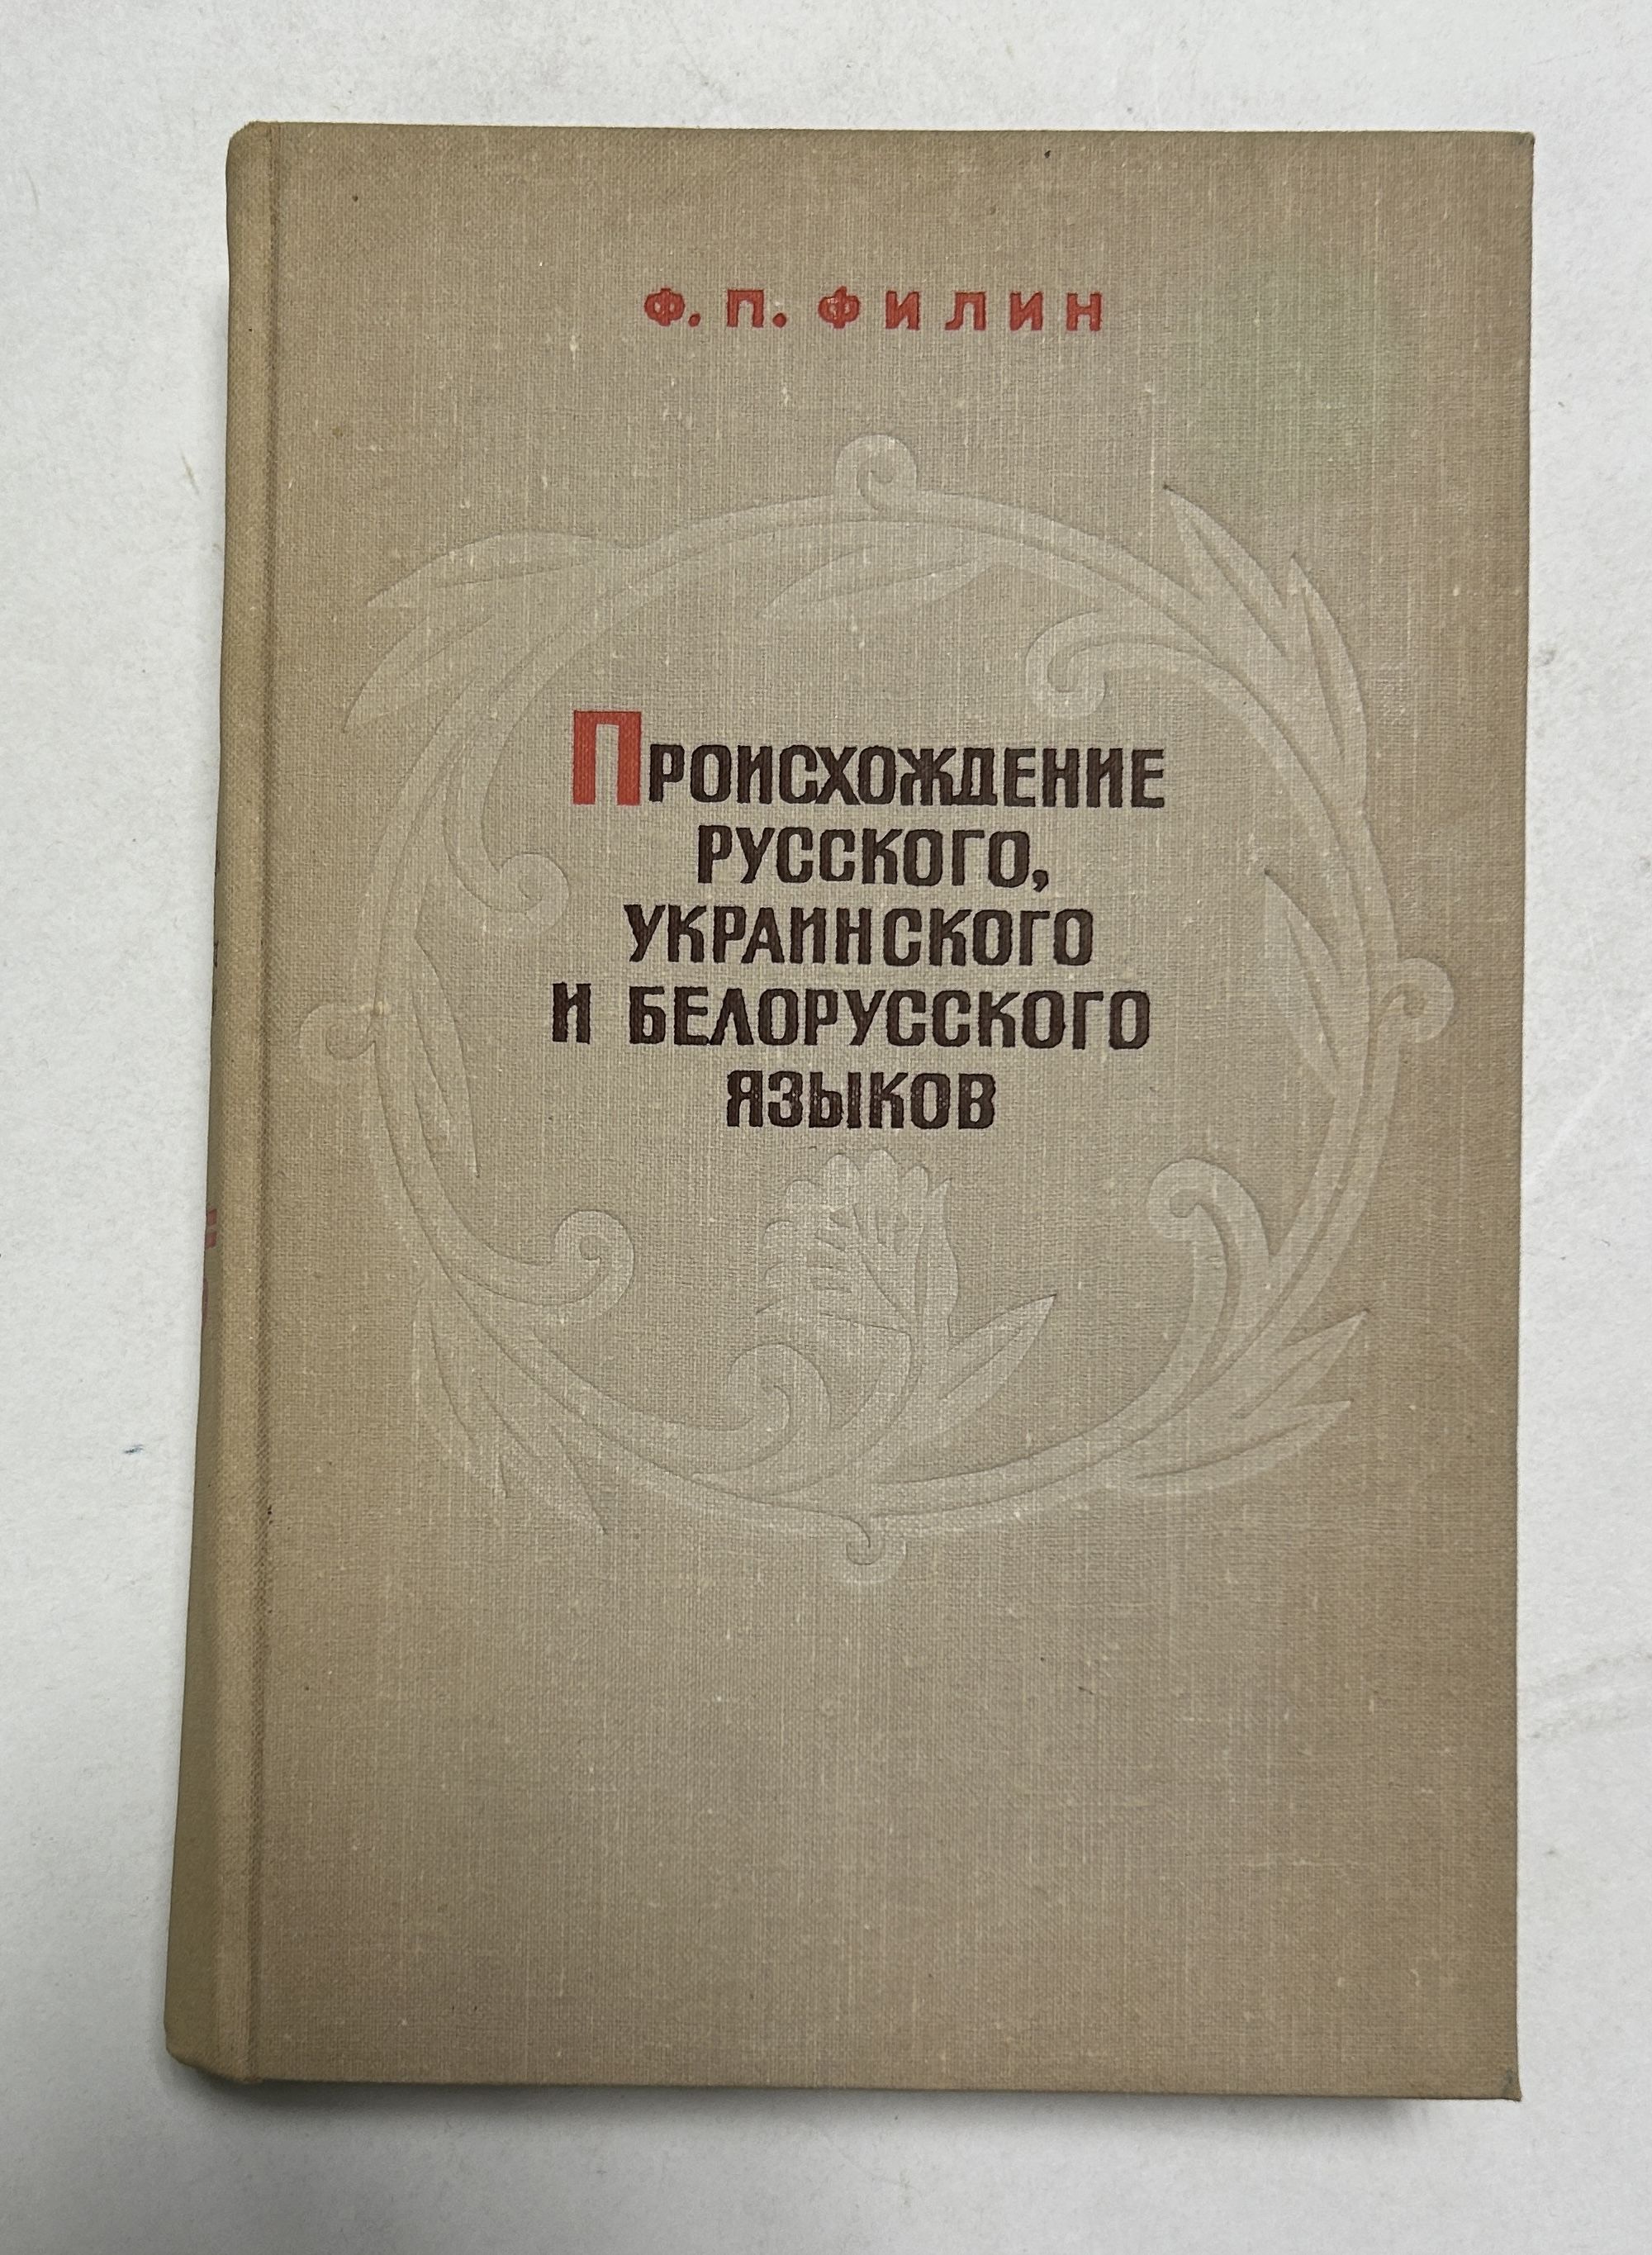 Ф. П. ФИЛИН
ПРОИСХОЖДЕНИЕ
РУССКОГО,
УКРАИНСКОГО
И БЕЛОРУССКОГО
ЯЗЫКОВ